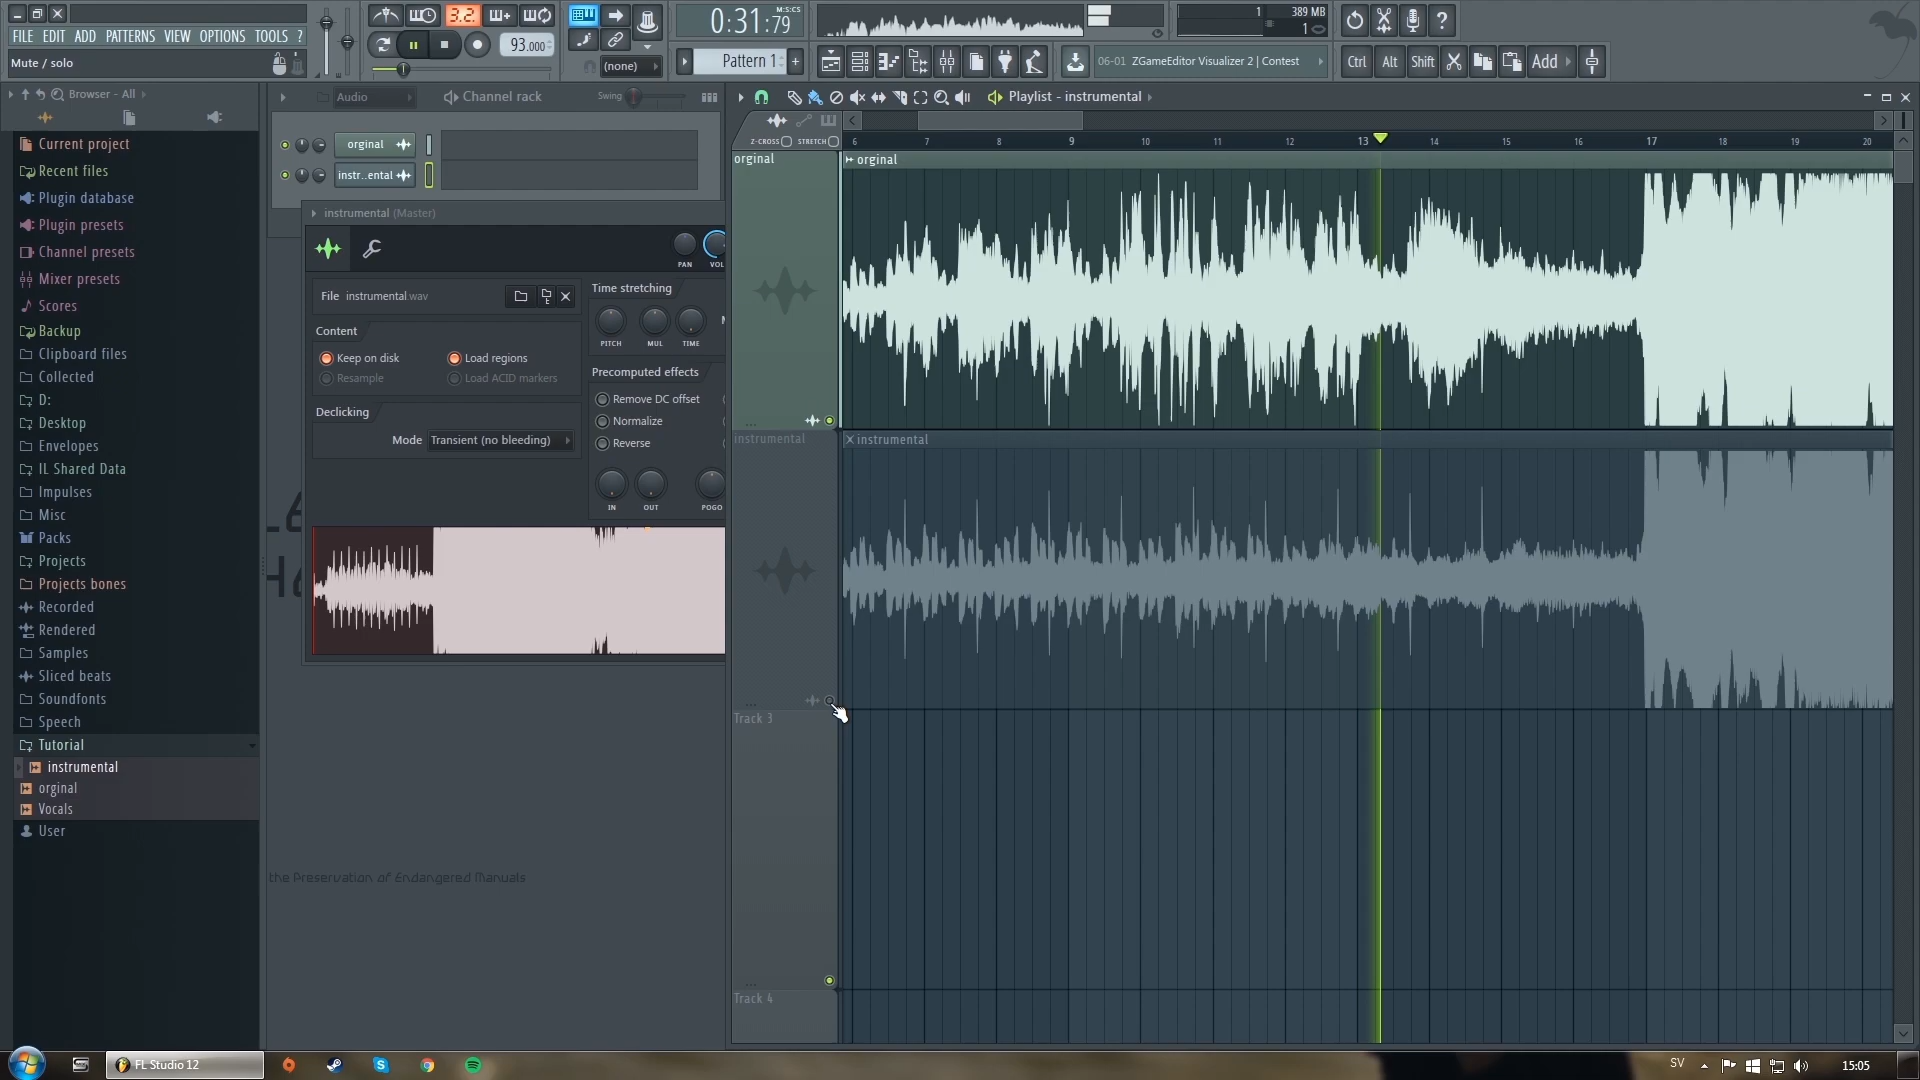 FILE EDIT ADD PATTERNS VIEW OPTIONS TOOLS ?
Mute / solo
3.2.
93.000
(none)
M:S:CS
0:31:79
Pattern 1
+
1
389 MB
1
06-01 ZGameEditor Visualizer 2 | Contest
Ctrl Alt Shift
Add
Browser - All
Current project
Recent files
Plugin database
Plugin presets
Channel presets
Mixer presets
Scores
Backup
Clipboard files
Collected
D:
Desktop
Envelopes
IL Shared Data
Impulses
Misc
Packs
Projects
Projects bones
Recorded
Rendered
Samples
Sliced beats
Soundfonts
Speech
Tutorial
instrumental
orginal
Vocals
User
Audio
Channel rack
Swing
orginal
instr..ental
instrumental (Master)
PAN
VOL
File instrumental.wav
Content
Keep on disk
Load regions
Resample
Load ACID markers
Declicking
Mode Transient (no bleeding)
Time stretching
PITCH MUL TIME
Precomputed effects
Remove DC offset
Normalize
Reverse
IN OUT POGO
the Preservation of Endangered Manuals
Playlist - instrumental
Z-CROSS STRETCH
6 7 8 9 10 11 12 13 14 15 16 17 18 19 20
orginal
orginal
instrumental
instrumental
Track 3
Track 4
FL Studio 12
SV
15:05